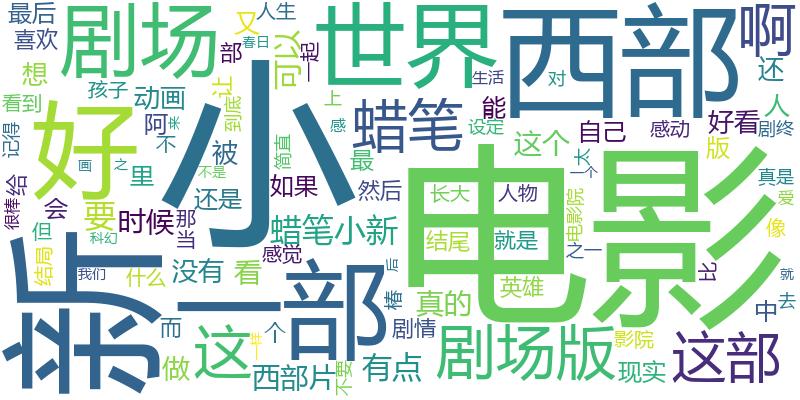 最后
喜欢
剧场
又
人生
部
春日
可以
一起
世界
西部
啊
生活
对
还
想
看到
孩子
动画
让
到底
好
小
上
感
蜡笔
能
设定
自己
感动
好看
人
剧终
记得
阿
不
来
被
简直
最
这个
版
很棒
给
画
之
里
不是
还是
如果
然后
长大
人物
一个
长
电影院
真是
爱
会
要
时候
那
当
蜡笔小新
电影
像
但
科幻
结局
我们
没有
什么
看
感觉
后
结尾
就是
之一
比
就
去
新
一部
椿
真的
英雄
中
而
这
一年
个
剧情
剧场版
影院
这部
做
西部片
不要
有点
现实